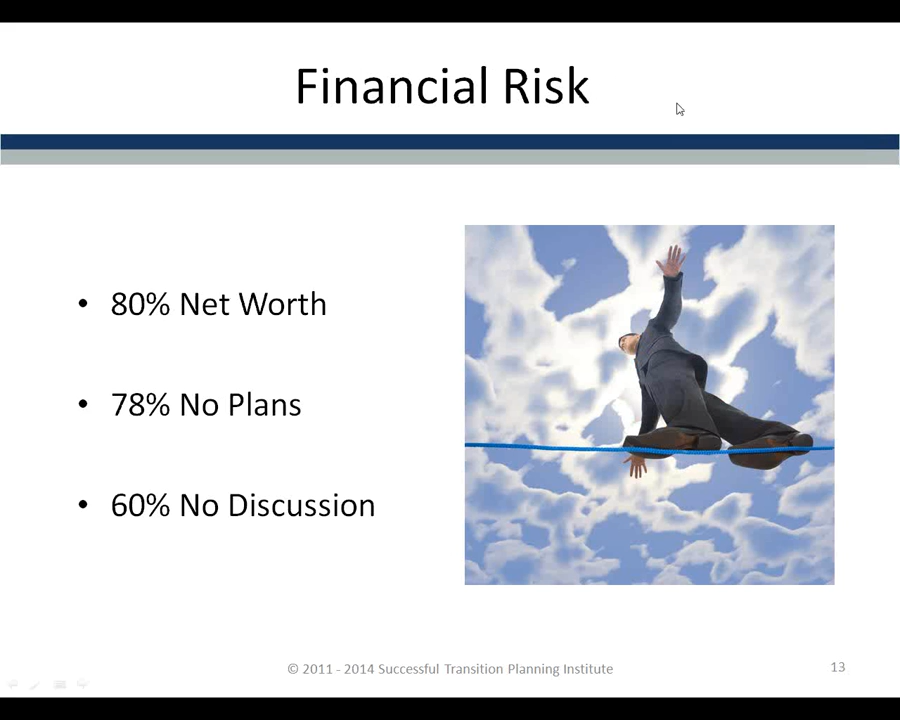 Financial Risk
• 80% Net Worth
• 78% No Plans
• 60% No Discussion
© 2011 - 2014 Successful Transition Planning Institute
13